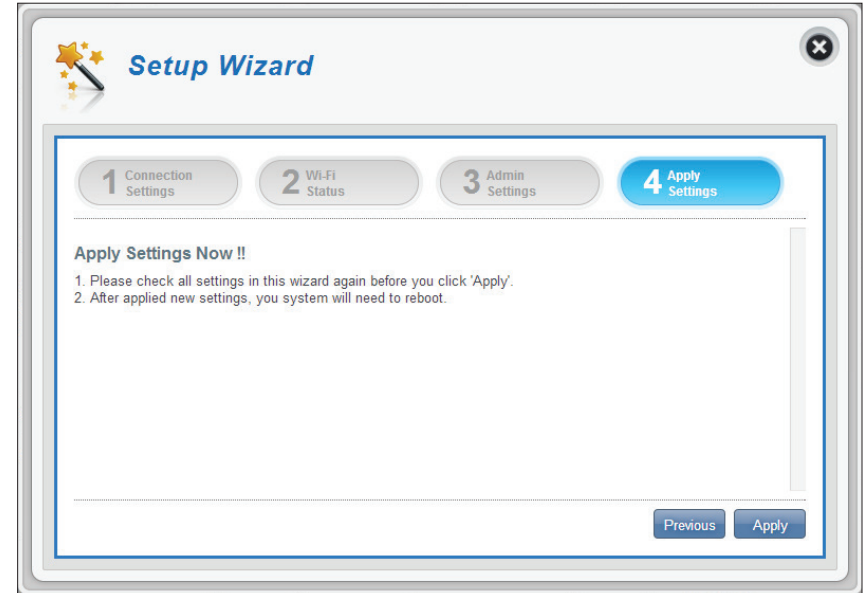 Setup Wizard
1 Connection Settings
2 Wi-Fi Status
3 Admin Settings
4 Apply Settings
Apply Settings Now !!
1. Please check all settings in this wizard again before you click 'Apply'.
2. After applied new settings, you system will need to reboot.
Previous
Apply